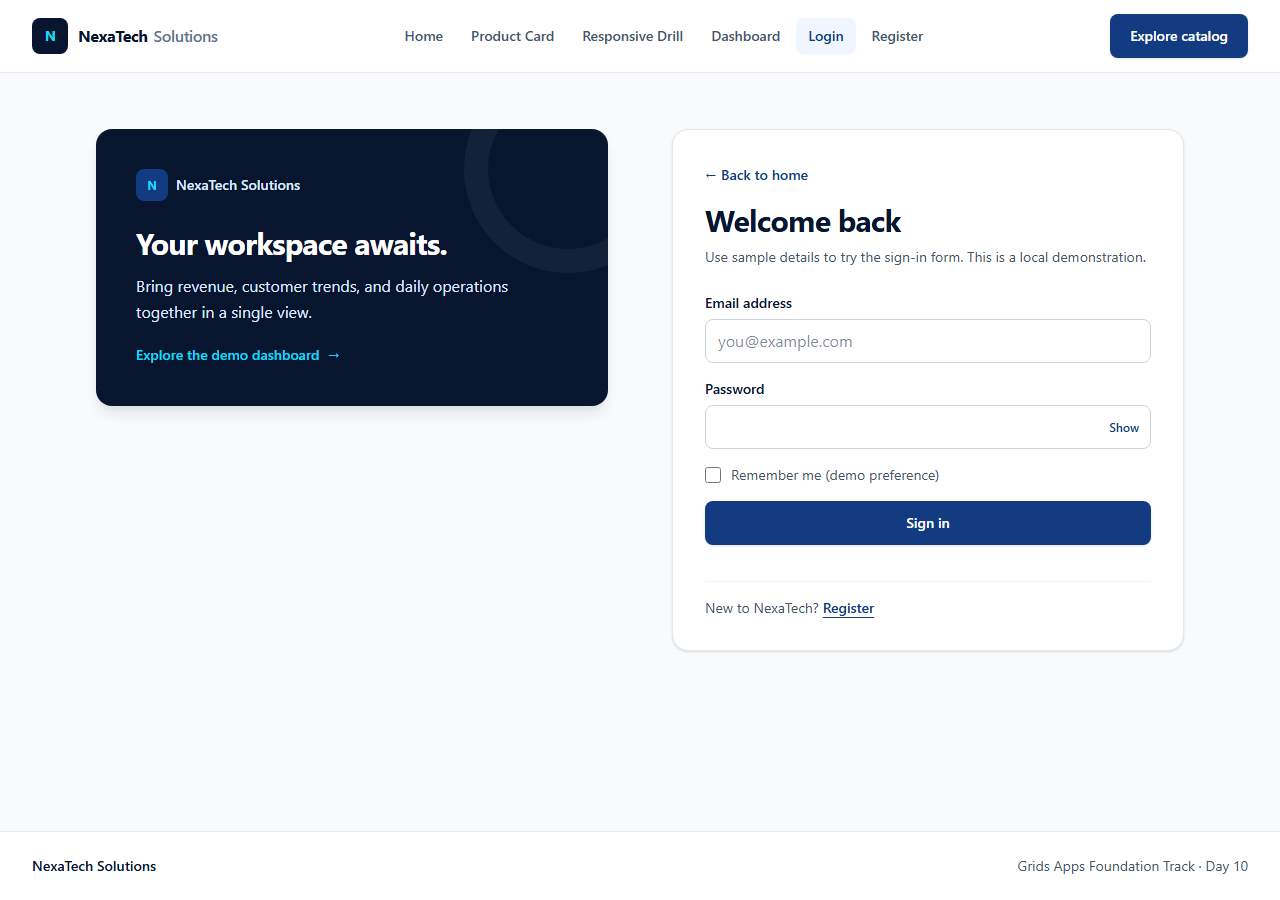 N NexaTech Solutions
Home
Product Card
Responsive Drill
Dashboard
Login
Register
Explore catalog
N NexaTech Solutions
Your workspace awaits.
Bring revenue, customer trends, and daily operations
together in a single view.
Explore the demo dashboard →
← Back to home
Welcome back
Use sample details to try the sign-in form. This is a local demonstration.
Email address
you@example.com
Password
Show
Remember me (demo preference)
Sign in
New to NexaTech? Register
NexaTech Solutions
Grids Apps Foundation Track · Day 10